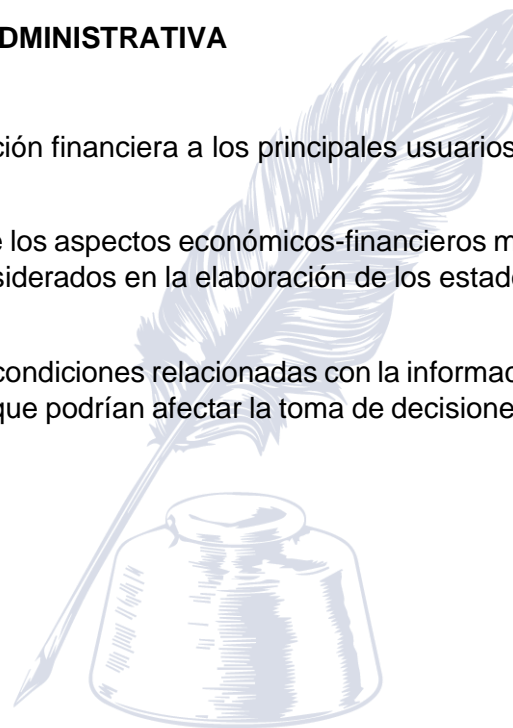 DMINISTRATIVA
ción financiera a los principales usuarios
e los aspectos económicos-financieros m
siderados en la elaboración de los estad
condiciones relacionadas con la informac
que podrían afectar la toma de decisione